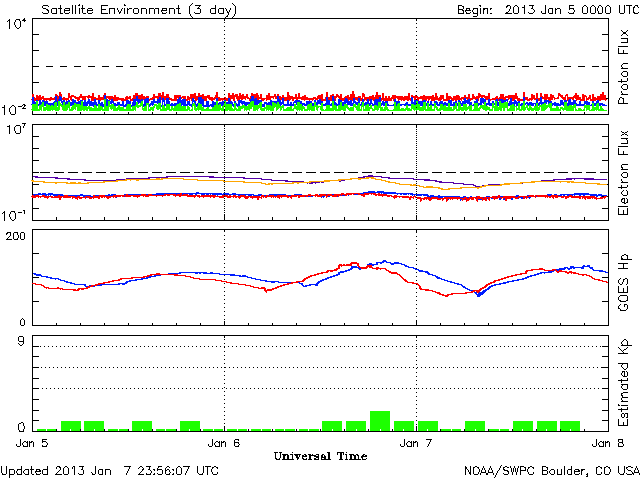 Satellite Environment (3 day)
Begin: 2013 Jan 5 0000 UTC
10^4
10^-2
Proton Flux
10^7
10^-1
Electron Flux
200
0
GOES Hp
9
0
Estimated Kp
Jan 5
Jan 6
Jan 7
Jan 8
Universal Time
Updated 2013 Jan 7 23:56:07 UTC
NOAA/SWPC Boulder, CO USA